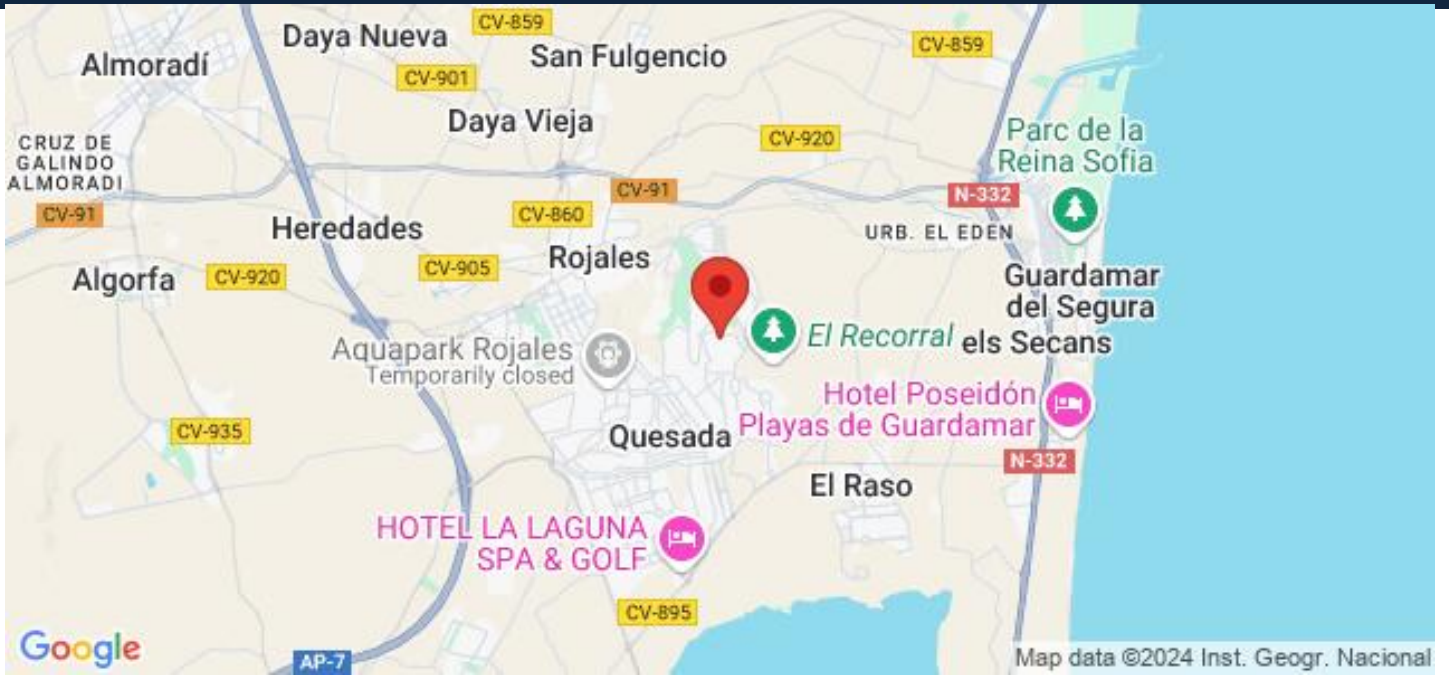 CV-859
Daya Nueva
San Fulgencio
CV-859
Almoradí
CV-901
Daya Vieja
CV-920
Parc de la
Reina Sofia
CRUZ DE
GALINDO
ALMORADI
CV-91
CV-91
CV-860
N-332
Heredades
Rojales
URB. EL EDEN
Algorfa
CV-920
CV-905
Guardamar
del Segura
El Recorral
els Secans
Aquapark Rojales
Temporarily closed
Hotel Poseidón
Playas de Guardamar
CV-935
Quesada
N-332
El Raso
HOTEL LA LAGUNA
SPA & GOLF
CV-895
Google
AP-7
Map data ©2024 Inst. Geogr. Nacional